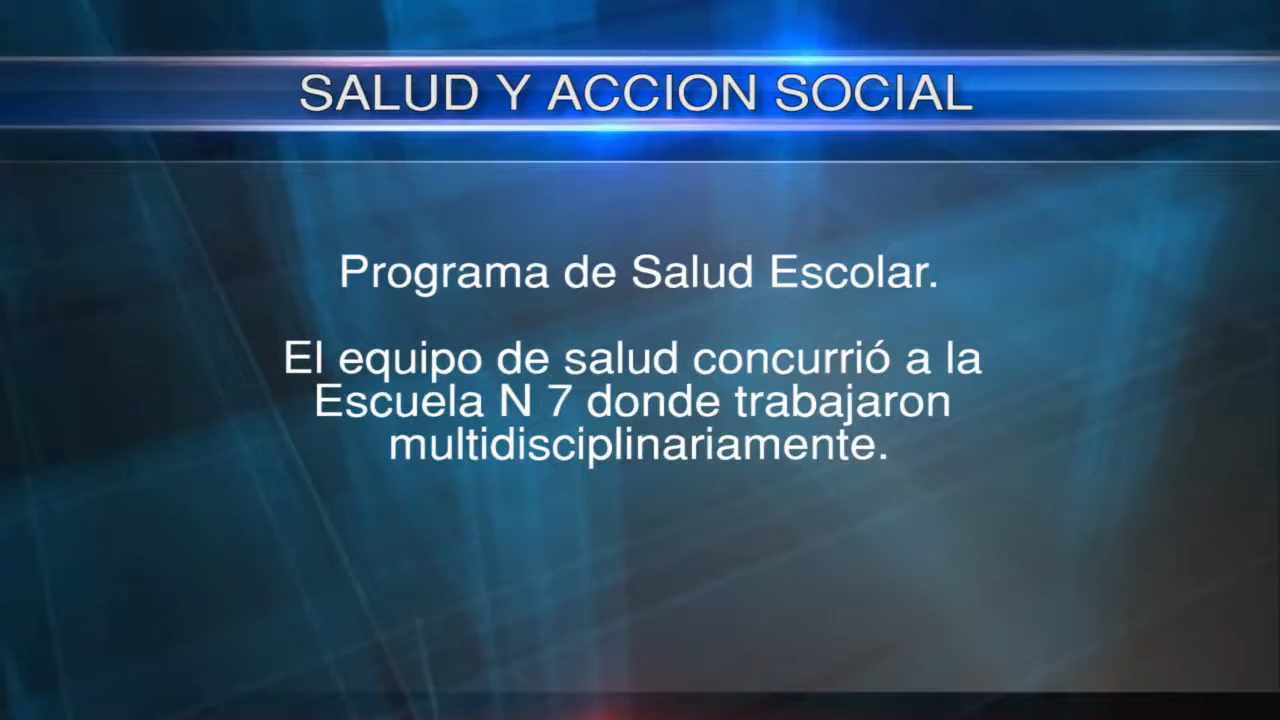 SALUD Y ACCION SOCIAL
Programa de Salud Escolar.
El equipo de salud concurrió a la
Escuela N 7 donde trabajaron
multidisciplinariamente.